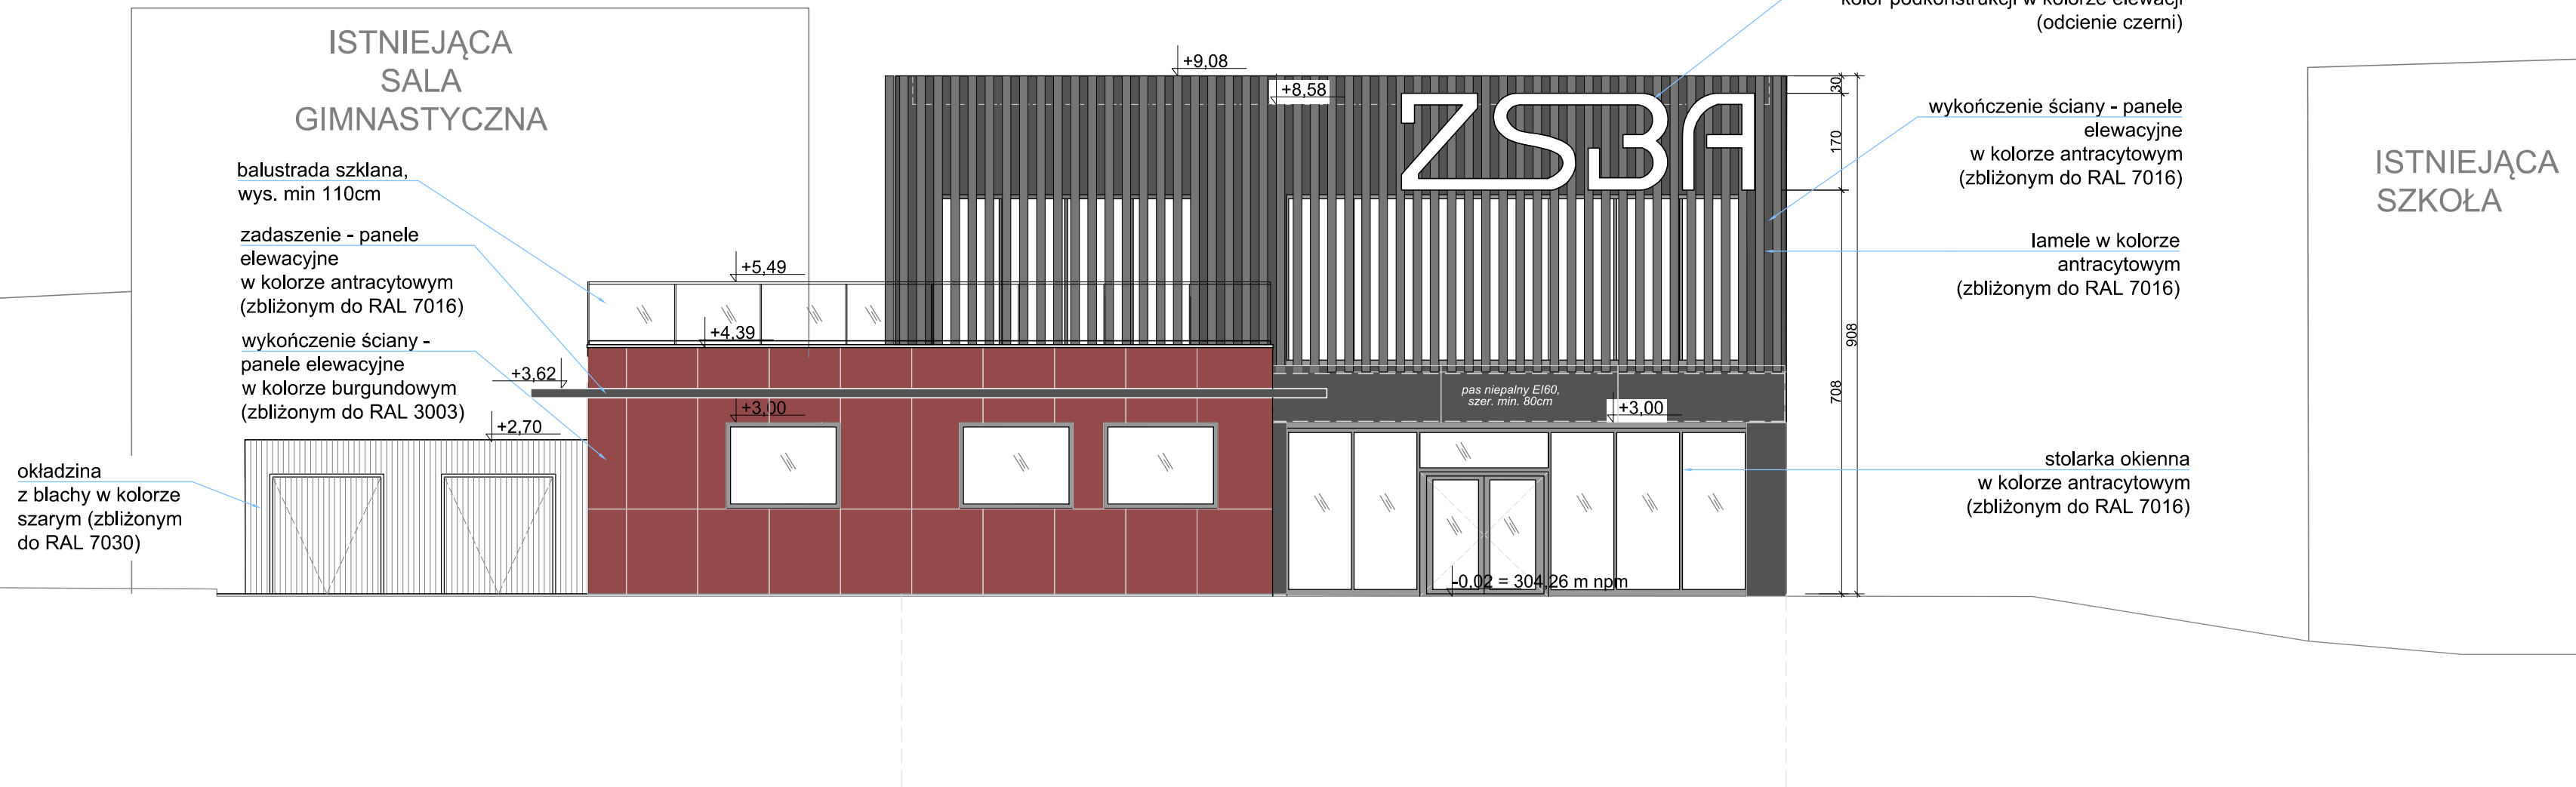 ISTNIEJĄCA
SALA
GIMNASTYCZNA
balustrada szklana,
wys. min 110cm
zadaszenie - panele
elewacyjne
w kolorze antracytowym
(zbliżonym do RAL 7016)
wykończenie ściany -
panele elewacyjne
w kolorze burgundowym
(zbliżonym do RAL 3003)
okładzina
z blachy w kolorze
szarym (zbliżonym
do RAL 7030)
+2,70
+3,62
+5,49
+4,39
+3,00
+9,08
+8,58
ZSBA
pas niepalny EI60,
szer. min. 80cm
+3,00
-0,02 = 304,26 m npm
30
170
708
908
kolor podkonstrukcji w kolorze elewacji
(odcienie czerni)
wykończenie ściany - panele
elewacyjne
w kolorze antracytowym
(zbliżonym do RAL 7016)
lamele w kolorze
antracytowym
(zbliżonym do RAL 7016)
stolarka okienna
w kolorze antracytowym
(zbliżonym do RAL 7016)
ISTNIEJĄCA
SZKOŁA